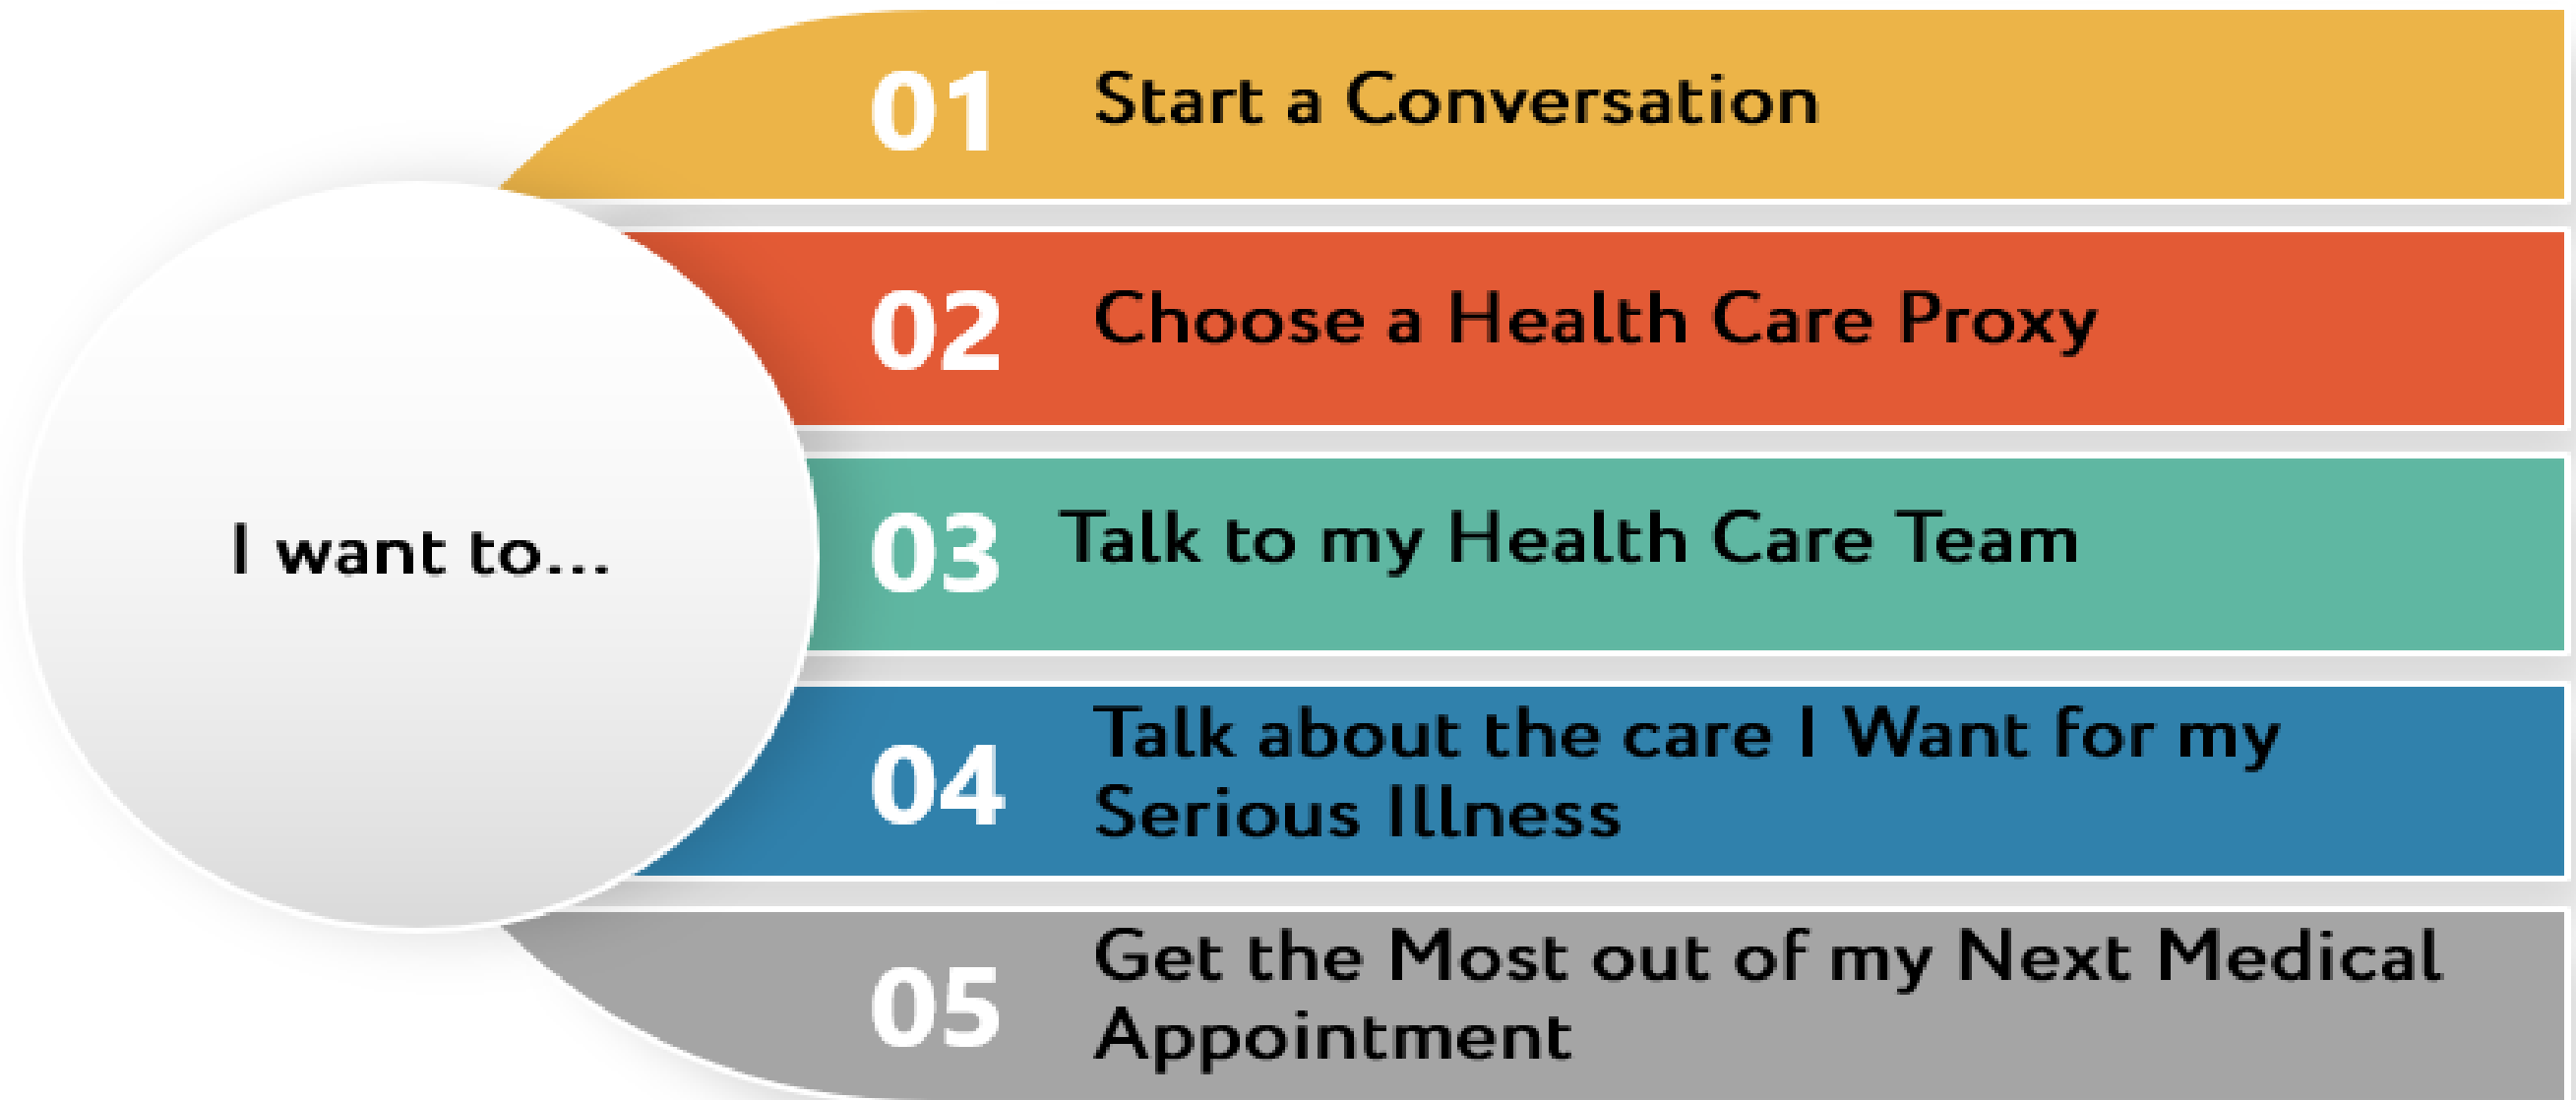 I want to...
01 Start a Conversation
02 Choose a Health Care Proxy
03 Talk to my Health Care Team
04 Talk about the care I Want for my
Serious Illness
05 Get the Most out of my Next Medical
Appointment